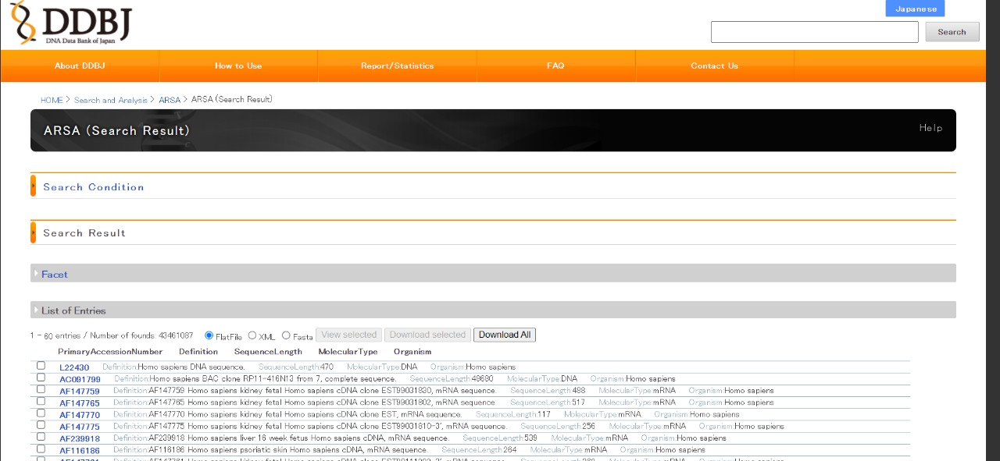 DDBJ
DNA Data Bank of Japan
Japanese
Search
About DDBJ How to Use Report/Statistics FAQ Contact Us
HOME > Search and Analysis > ARSA > ARSA (Search Result)
ARSA (Search Result) Help
Search Condition
Search Result
Facet
List of Entries
1 - 60 entries / Number of founds: 43461087 FlatFile XML Fasta View selected Download selected Download All
PrimaryAccessionNumber Definition SequenceLength MolecularType Organism
L22430 Definition:Homo sapiens DNA sequence. SequenceLength:470 MolecularType:DNA Organism:Homo sapiens
AC091799 Definition:Homo sapiens BAC clone RP11-416N13 from 7, complete sequence. SequenceLength:48680 MolecularType:DNA Organism:Homo sapiens
AF147759 Definition:AF147759 Homo sapiens kidney fetal Homo sapiens cDNA clone EST99031830, mRNA sequence. SequenceLength:488 MolecularType:mRNA Organism:Homo sapiens
AF147765 Definition:AF147765 Homo sapiens kidney fetal Homo sapiens cDNA clone EST99031802, mRNA sequence. SequenceLength:517 MolecularType:mRNA Organism:Homo sapiens
AF147770 Definition:AF147770 Homo sapiens kidney fetal Homo sapiens cDNA clone EST, mRNA sequence. SequenceLength:117 MolecularType:mRNA Organism:Homo sapiens
AF147775 Definition:AF147775 Homo sapiens kidney fetal Homo sapiens cDNA clone EST99031810-3', mRNA sequence. SequenceLength:256 MolecularType:mRNA Organism:Homo sapiens
AF239918 Definition:AF239918 Homo sapiens liver 16 week fetus Homo sapiens cDNA, mRNA sequence. SequenceLength:539 MolecularType:mRNA Organism:Homo sapiens
AF116186 Definition:AF116186 Homo sapiens psoriatic skin Homo sapiens cDNA, mRNA sequence. SequenceLength:264 MolecularType:mRNA Organism:Homo sapiens